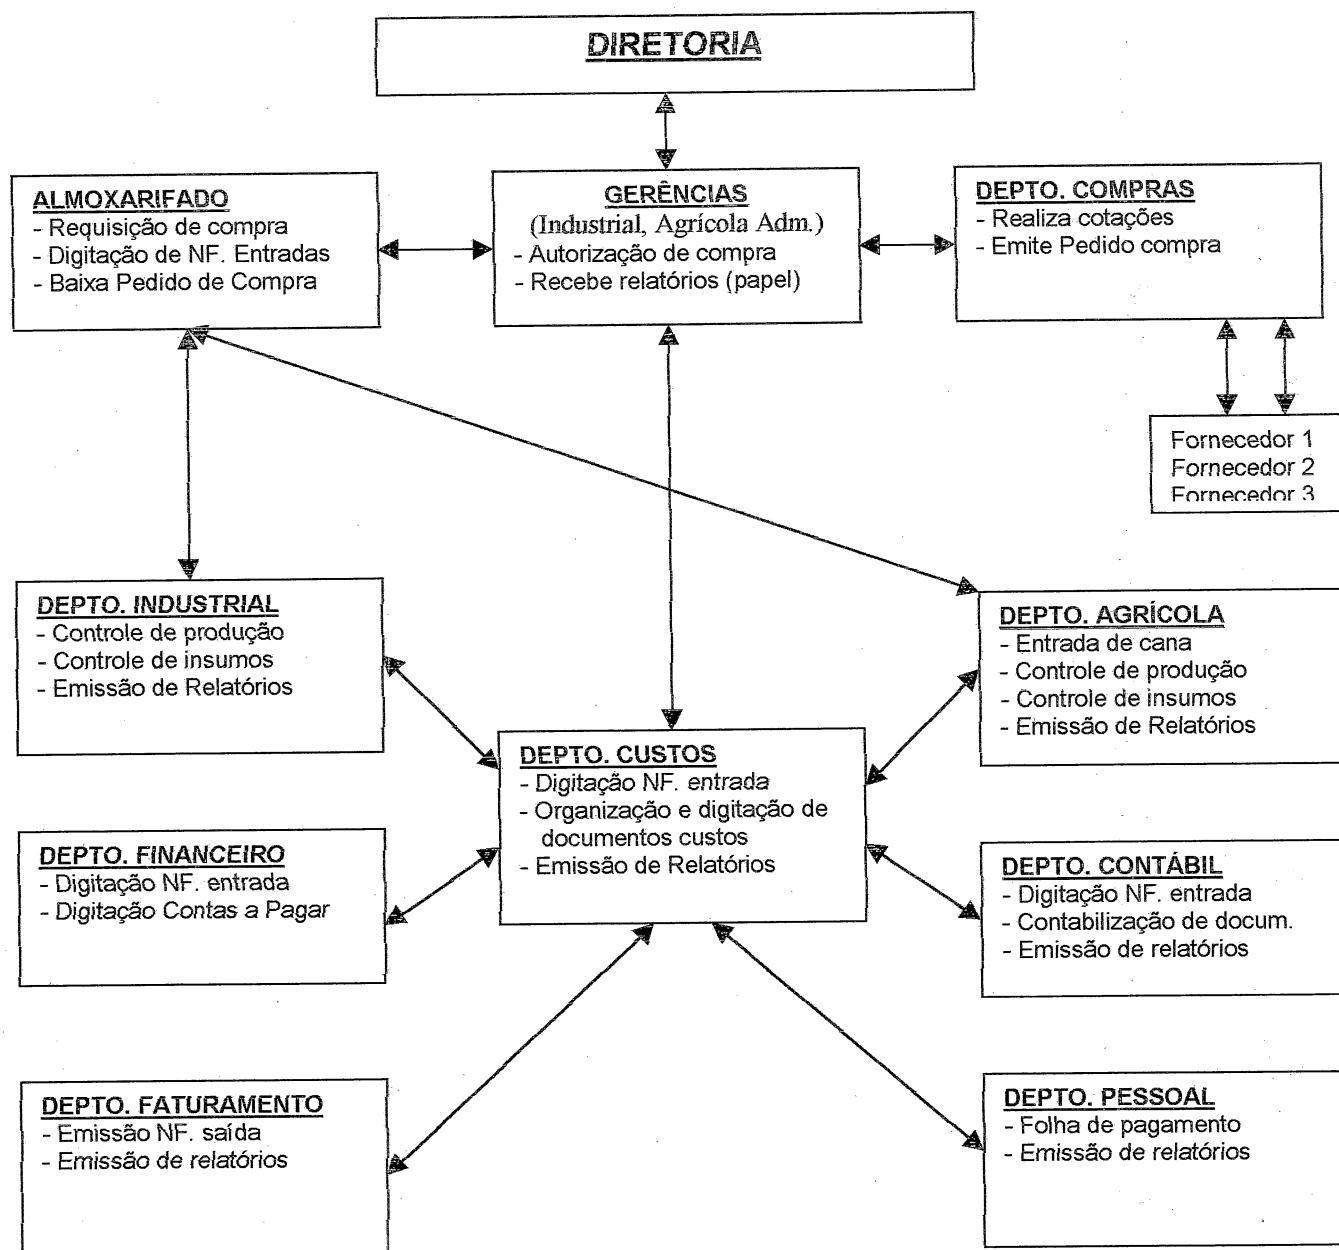 DIRETORIA
ALMOXARIFADO
- Requisição de compra
- Digitação de NF. Entradas
- Baixa Pedido de Compra
GERÊNCIAS
(Industrial, Agrícola Adm.)
- Autorização de compra
- Recebe relatórios (papel)
DEPTO. COMPRAS
- Realiza cotações
- Emite Pedido compra
Fornecedor 1
Fornecedor 2
Fornecedor 3
DEPTO. INDUSTRIAL
- Controle de produção
- Controle de insumos
- Emissão de Relatórios
DEPTO. AGRÍCOLA
- Entrada de cana
- Controle de produção
- Controle de insumos
- Emissão de Relatórios
DEPTO. CUSTOS
- Digitação NF. entrada
- Organização e digitação de
documentos custos
- Emissão de Relatórios
DEPTO. FINANCEIRO
- Digitação NF. entrada
- Digitação Contas a Pagar
DEPTO. CONTÁBIL
- Digitação NF. entrada
- Contabilização de docum.
- Emissão de relatórios
DEPTO. FATURAMENTO
- Emissão NF. saída
- Emissão de relatórios
DEPTO. PESSOAL
- Folha de pagamento
- Emissão de relatórios